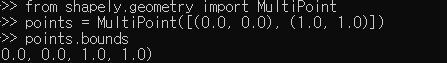 >> from shapely.geometry import MultiPoint
>> points = MultiPoint([(0.0, 0.0), (1.0, 1.0)])
>> points.bounds
0.0, 0.0, 1.0, 1.0)